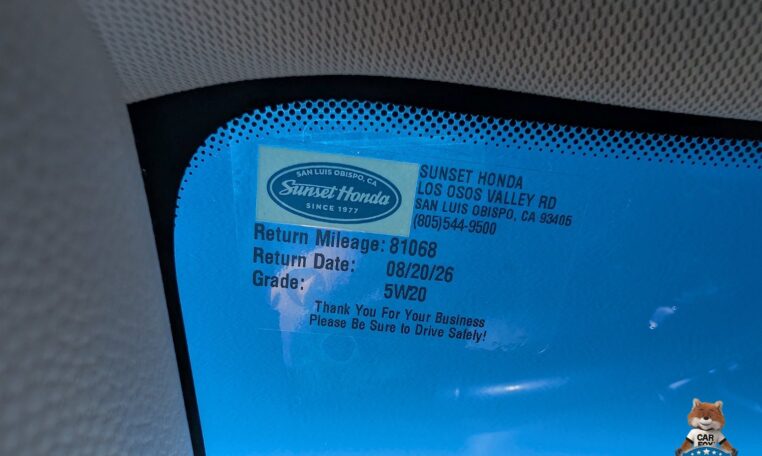 SAN LUIS OBISPO, CA
Sunset Honda
SINCE 1977
SUNSET HONDA
LOS OSOS VALLEY RD
SAN LUIS OBISPO, CA 93405
(805)544-9500
Return Mileage: 81068
Return Date: 08/20/26
Grade: 5W20
Thank You For Your Business
Please Be Sure to Drive Safely!
CAR
FOX